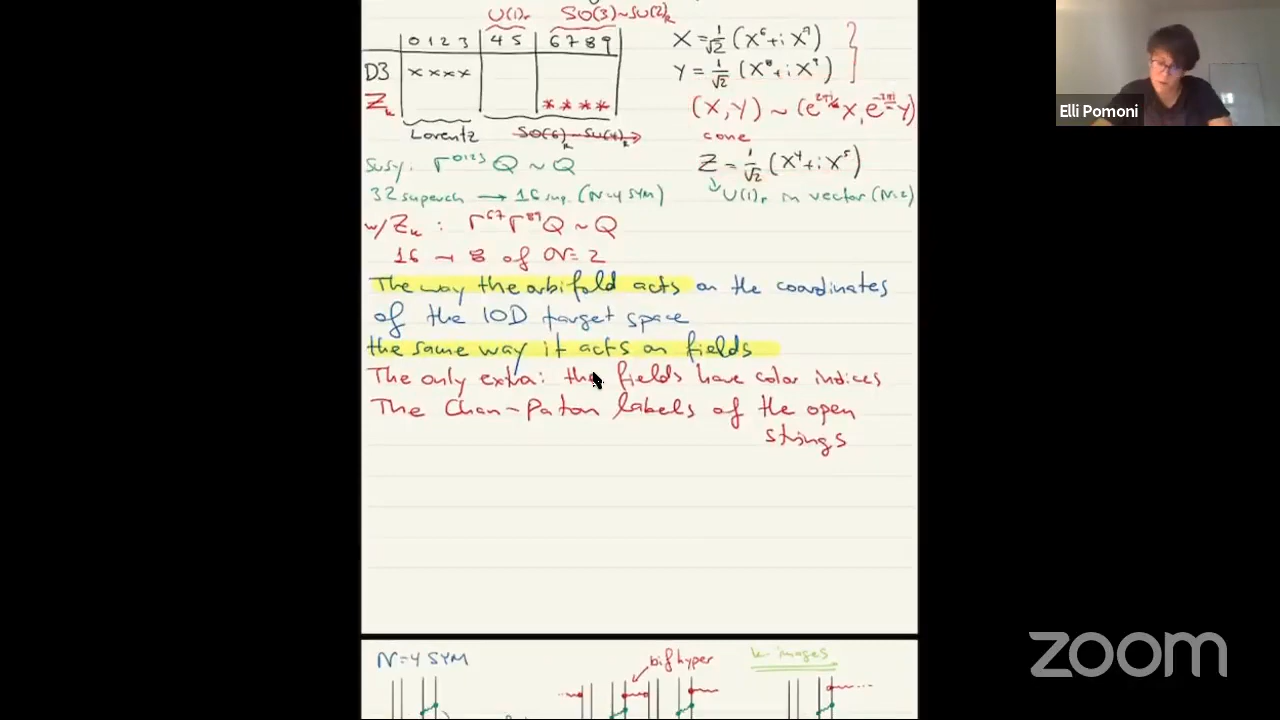 U(1)r SO(3)~SU(2)R
0 1 2 3 4 5 6 7 8 9
D3 x x x x
Zk * * * *
Lorentz SO(6)R~SU(4)R
X = 1/√2 (X⁶+i X⁷)
Y = 1/√2 (X⁸+i X⁹)
(X, Y) ~ (e^{2πi/k} X, e^{-2πi/k} Y)
cone
Z = 1/√2 (X⁴+i X⁵)
↳ U(1)r in vector (N=2)
Susy: Γ⁰¹²³ Q ~ Q
32 superch → 16 sup. (N=4 SYM)
w/ Zk : Γ⁶⁷Γ⁸⁹Q ~ Q
16 → 8 of N=2
The way the orbifold acts on the coordinates
of the 10D target space
the same way it acts on fields
The only extra: the fields have color indices
The Chan-Paton labels of the open
strings
N=4 SYM
bif hyper
k images
Elli Pomoni
zoom